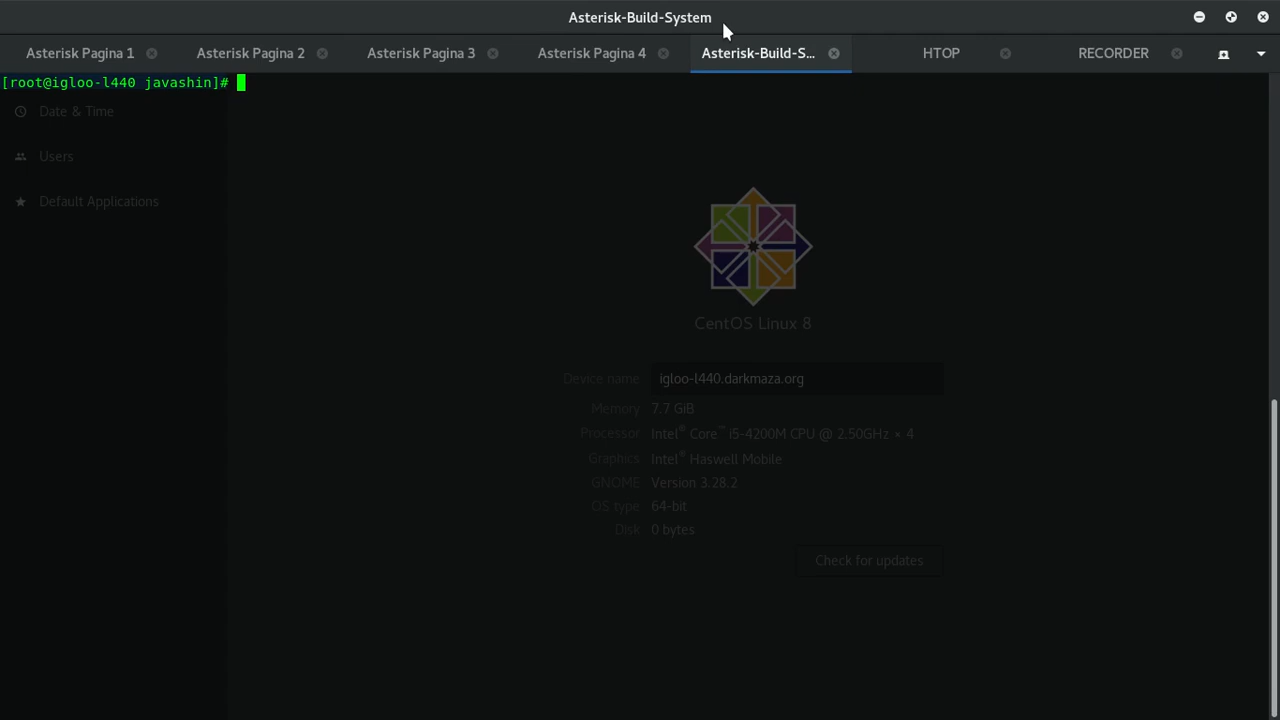 Asterisk-Build-System
Asterisk Pagina 1 Asterisk Pagina 2 Asterisk Pagina 3 Asterisk Pagina 4 Asterisk-Build-S... HTOP RECORDER
[root@igloo-l440 javashin]#
Date & Time
Users
Default Applications
CentOS Linux 8
Device name igloo-l440.darkmaza.org
Memory 7.7 GiB
Processor Intel® Core™ i5-4200M CPU @ 2.50GHz × 4
Graphics Intel® Haswell Mobile
GNOME Version 3.28.2
OS type 64-bit
Disk 0 bytes
Check for updates